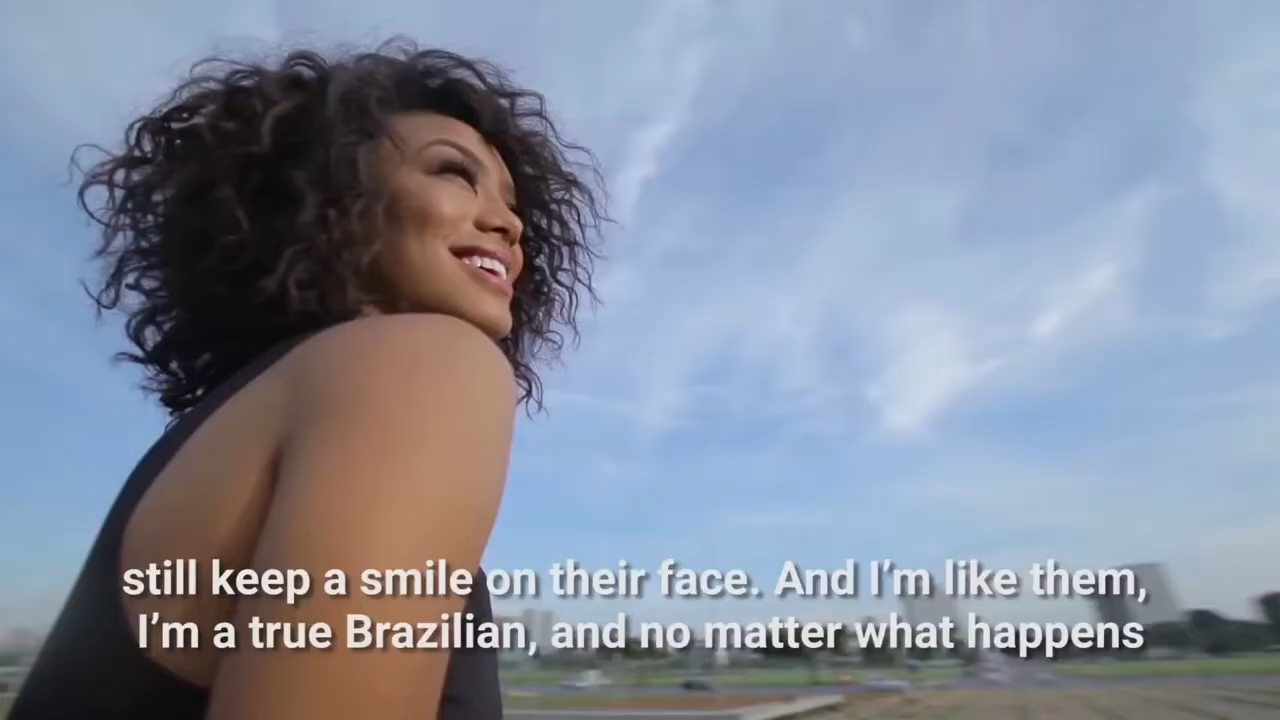 still keep a smile on their face. And I’m like them,
I’m a true Brazilian, and no matter what happens